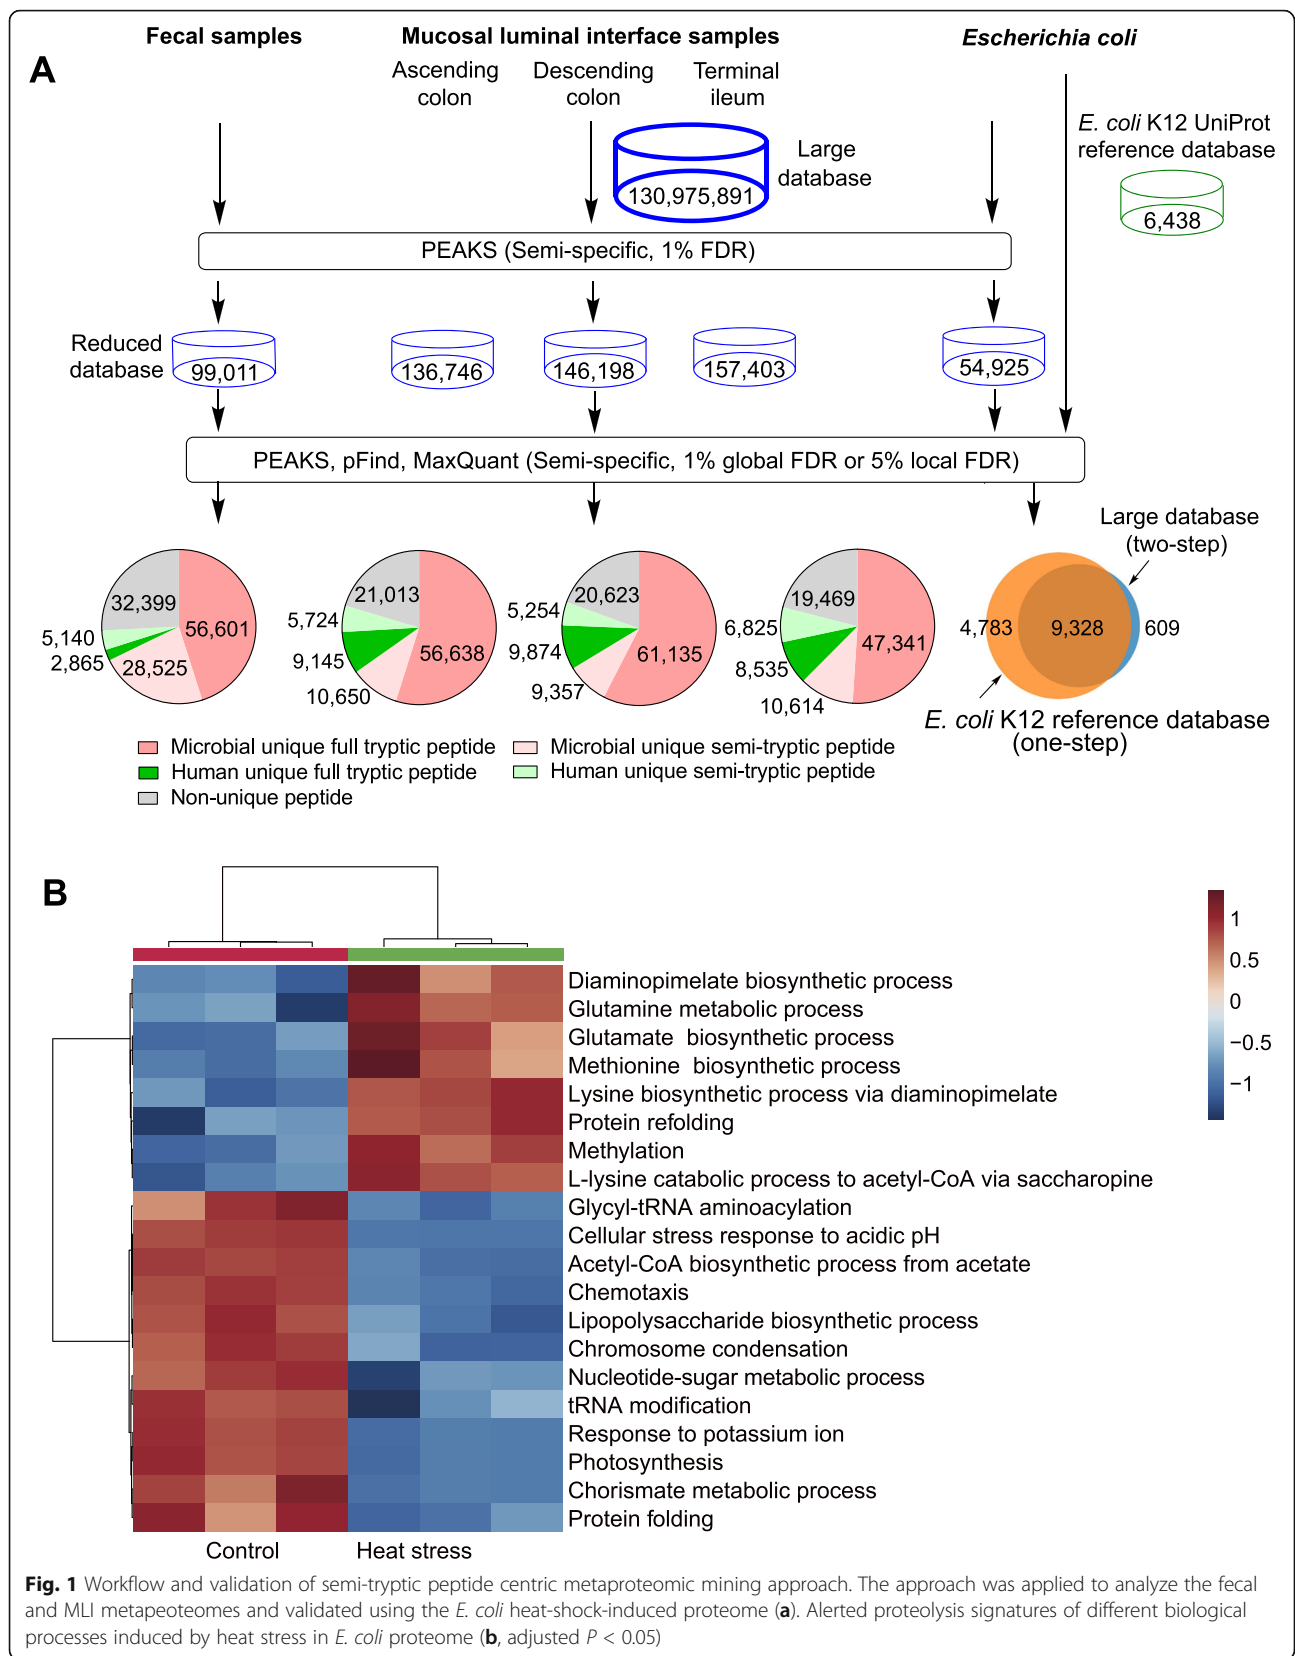 Fecal samples
Mucosal luminal interface samples
Escherichia coli
A
Ascending
colon
Descending
colon
Terminal
ileum
E. coli K12 UniProt
reference database
Large
database
130,975,891
6,438
PEAKS (Semi-specific, 1% FDR)
Reduced
database
99,011
136,746
146,198
157,403
54,925
PEAKS, pFind, MaxQuant (Semi-specific, 1% global FDR or 5% local FDR)
Large database
(two-step)
32,399
56,601
5,140
2,865
28,525
21,013
5,724
9,145
56,638
10,650
20,623
5,254
9,874
61,135
9,357
19,469
6,825
47,341
8,535
10,614
4,783
9,328
609
E. coli K12 reference database
(one-step)
Microbial unique full tryptic peptide
Microbial unique semi-tryptic peptide
Human unique full tryptic peptide
Human unique semi-tryptic peptide
Non-unique peptide
B
1
0.5
0
−0.5
−1
Diaminopimelate biosynthetic process
Glutamine metabolic process
Glutamate  biosynthetic process
Methionine  biosynthetic process
Lysine biosynthetic process via diaminopimelate
Protein refolding
Methylation
L-lysine catabolic process to acetyl-CoA via saccharopine
Glycyl-tRNA aminoacylation
Cellular stress response to acidic pH
Acetyl-CoA biosynthetic process from acetate
Chemotaxis
Lipopolysaccharide biosynthetic process
Chromosome condensation
Nucleotide-sugar metabolic process
tRNA modification
Response to potassium ion
Photosynthesis
Chorismate metabolic process
Protein folding
Control
Heat stress
Fig. 1 Workflow and validation of semi-tryptic peptide centric metaproteomic mining approach. The approach was applied to analyze the fecal
and MLI metapeoteomes and validated using the E. coli heat-shock-induced proteome (a). Alerted proteolysis signatures of different biological
processes induced by heat stress in E. coli proteome (b, adjusted P < 0.05)